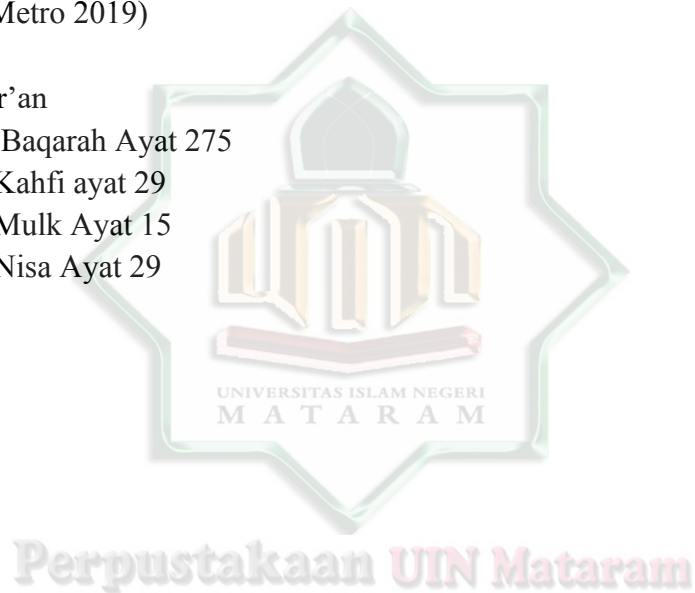 Metro 2019)
r’an
Baqarah Ayat 275
Kahfi ayat 29
Mulk Ayat 15
Nisa Ayat 29
UNIVERSITAS ISLAM NEGERI
MATARAM
Perpustakaan UIN Mataram